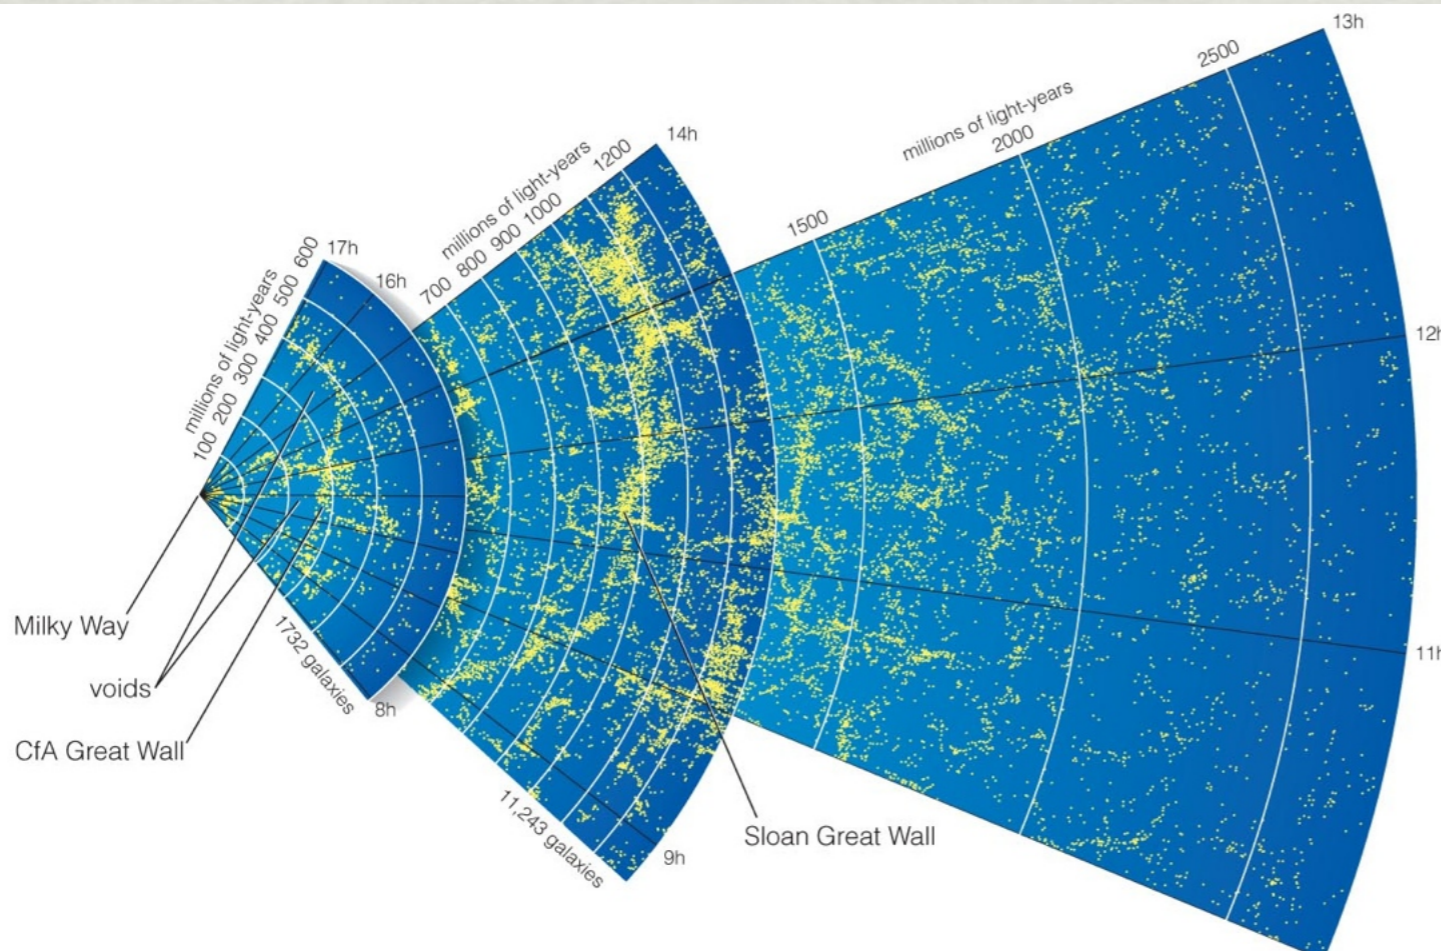 millions of light-years
100 200 300 400 500 600
17h
16h
millions of light-years
700 800 900 1000 1200
14h
millions of light-years
1500 2000 2500
13h
12h
11h
Milky Way
voids
CfA Great Wall
1732 galaxies
8h
11,243 galaxies
9h
Sloan Great Wall